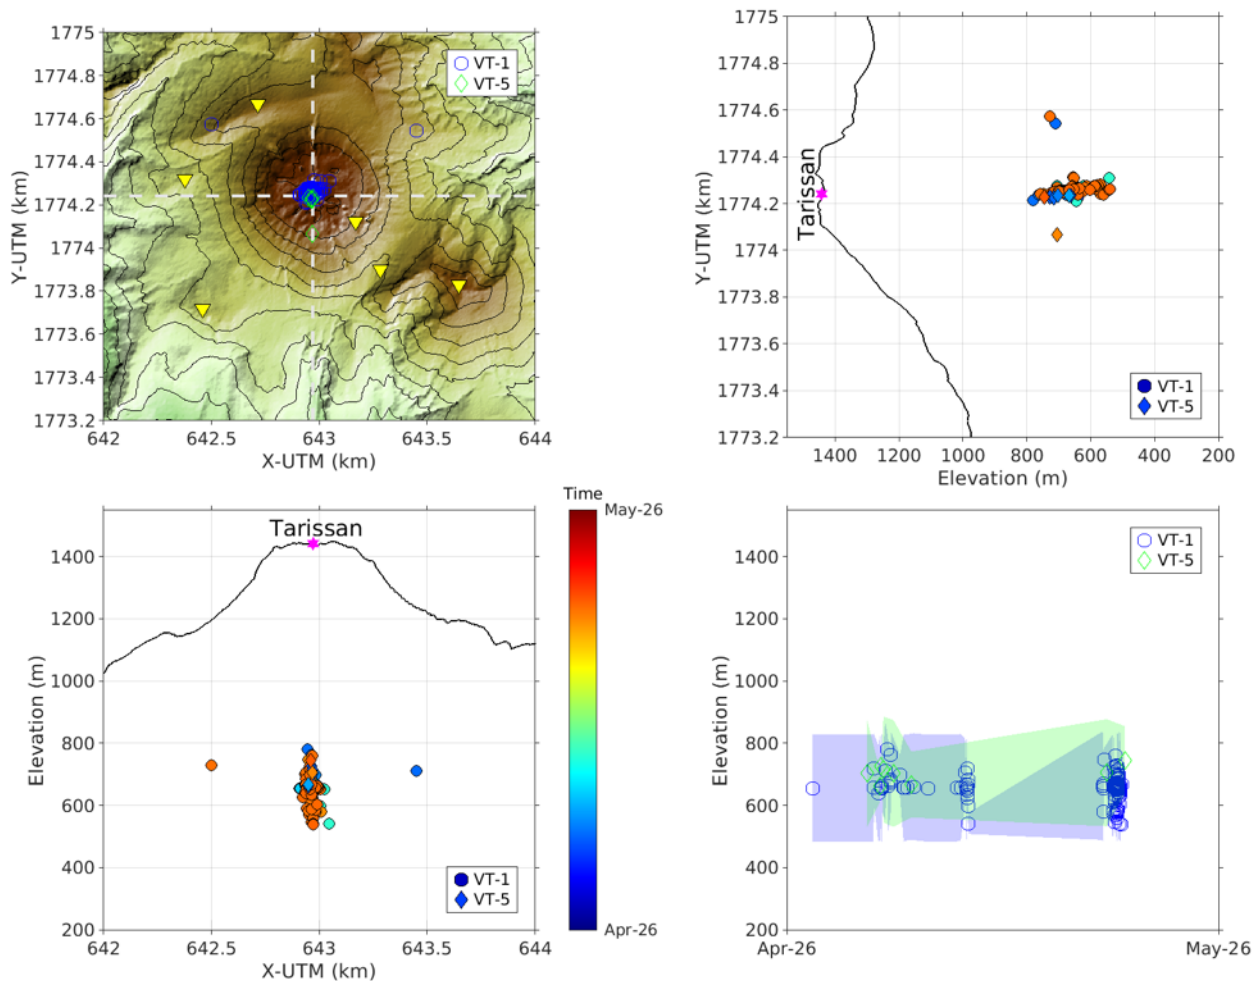 1775
1774.8
1774.6
1774.4
1774.2
1774
1773.8
1773.6
1773.4
1773.2
Y-UTM (km)
642
642.5
643
643.5
644
X-UTM (km)
VT-1
VT-5
1775
1774.8
1774.6
1774.4
1774.2
1774
1773.8
1773.6
1773.4
1773.2
Y-UTM (km)
Tarissan
VT-1
VT-5
1400
1200
1000
800
600
400
200
Elevation (m)
Tarissan
1400
1200
1000
800
600
400
200
Elevation (m)
VT-1
VT-5
642
642.5
643
643.5
644
X-UTM (km)
Time
May-26
Apr-26
1400
1200
1000
800
600
400
200
Elevation (m)
VT-1
VT-5
Apr-26
May-26